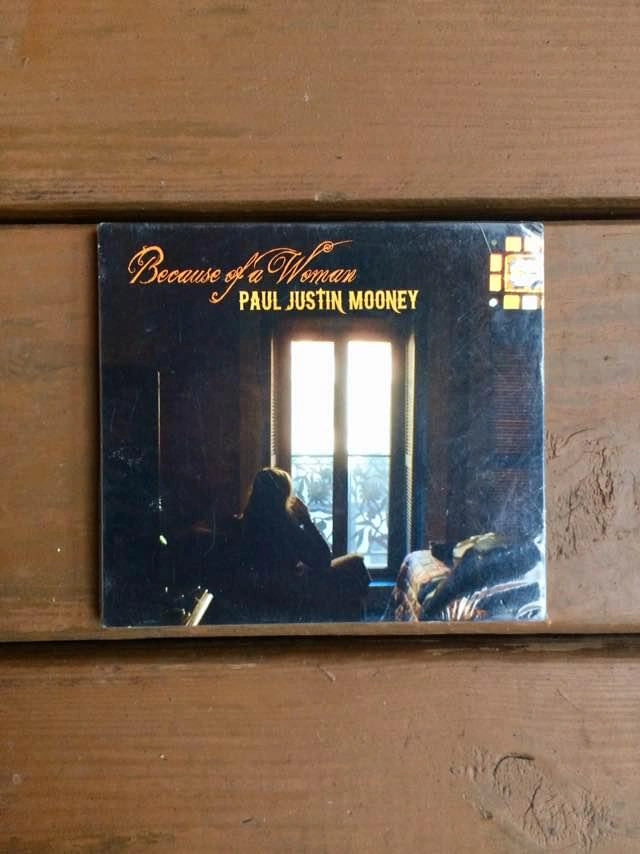 Because of a Woman
PAUL JUSTIN MOONEY